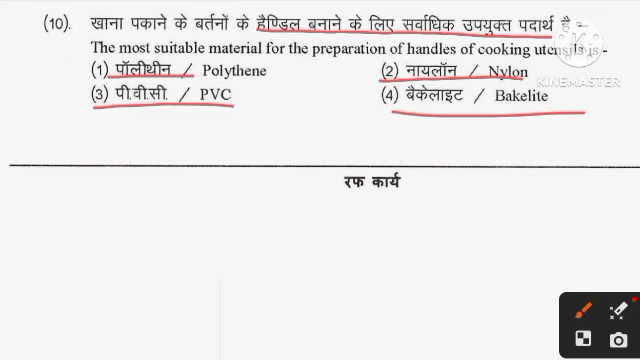 (10). खाना पकाने के बर्तनों के हैण्डिल बनाने के लिए सर्वाधिक उपयुक्त पदार्थ है :-
The most suitable material for the preparation of handles of cooking utensils is -
(1) पॉलीथीन / Polythene (2) नायलॉन / Nylon
(3) पी.वी.सी. / PVC (4) बैकेलाइट / Bakelite
रफ कार्य
KINEMASTER